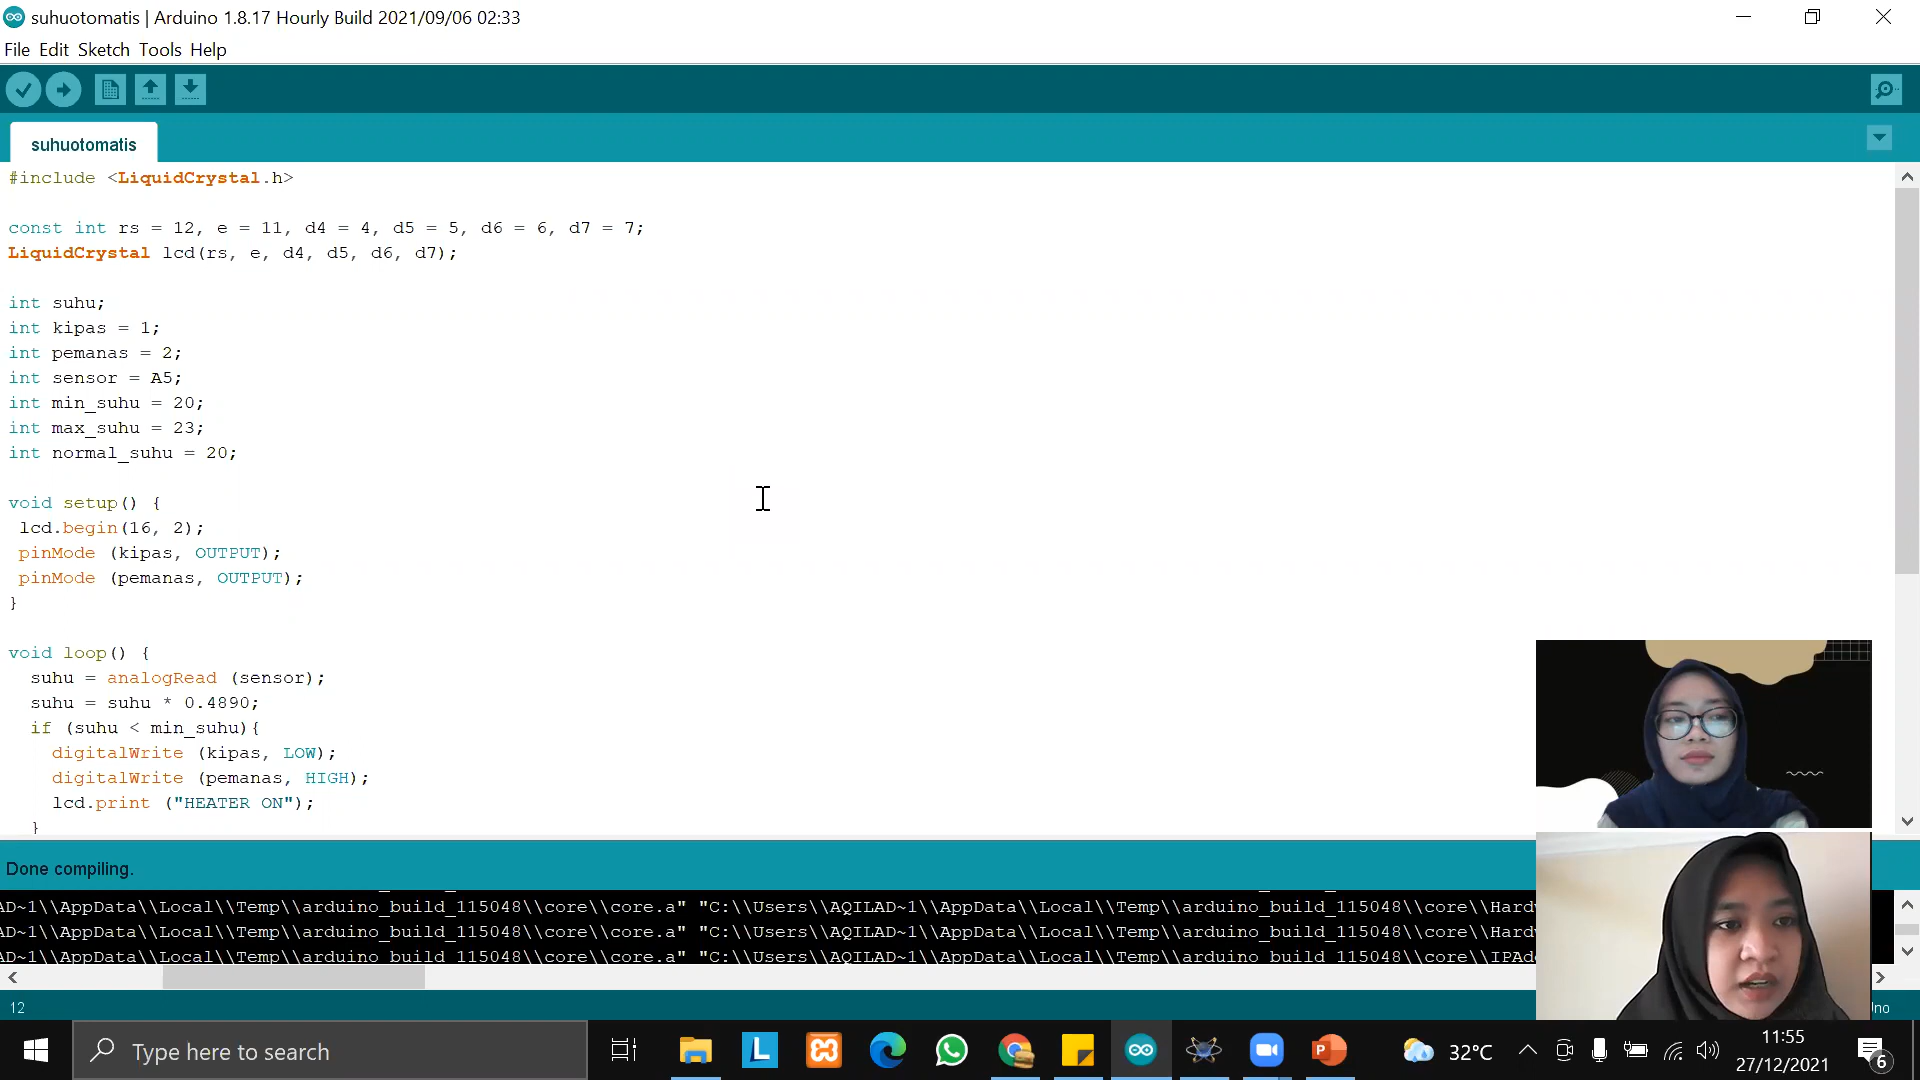 suhuotomatis | Arduino 1.8.17 Hourly Build 2021/09/06 02:33
File Edit Sketch Tools Help
suhuotomatis
#include <LiquidCrystal.h>
const int rs = 12, e = 11, d4 = 4, d5 = 5, d6 = 6, d7 = 7;
LiquidCrystal lcd(rs, e, d4, d5, d6, d7);
int suhu;
int kipas = 1;
int pemanas = 2;
int sensor = A5;
int min_suhu = 20;
int max_suhu = 23;
int normal_suhu = 20;
void setup() {
lcd.begin(16, 2);
pinMode (kipas, OUTPUT);
pinMode (pemanas, OUTPUT);
}
void loop() {
suhu = analogRead (sensor);
suhu = suhu * 0.4890;
if (suhu < min_suhu){
digitalWrite (kipas, LOW);
digitalWrite (pemanas, HIGH);
lcd.print ("HEATER ON");
}
Done compiling.
AD~1\\AppData\\Local\\Temp\\arduino_build_115048\\core\\core.a" "C:\\Users\\AQILAD~1\\AppData\\Local\\Temp\\arduino_build_115048\\core\\Hard
AD~1\\AppData\\Local\\Temp\\arduino_build_115048\\core\\core.a" "C:\\Users\\AQILAD~1\\AppData\\Local\\Temp\\arduino_build_115048\\core\\Hard
AD~1\\AppData\\Local\\Temp\\arduino_build_115048\\core\\core.a" "C:\\Users\\AQILAD~1\\AppData\\Local\\Temp\\arduino_build_115048\\core\\IPAd
12
no
Type here to search
32°C
11:55
27/12/2021
6